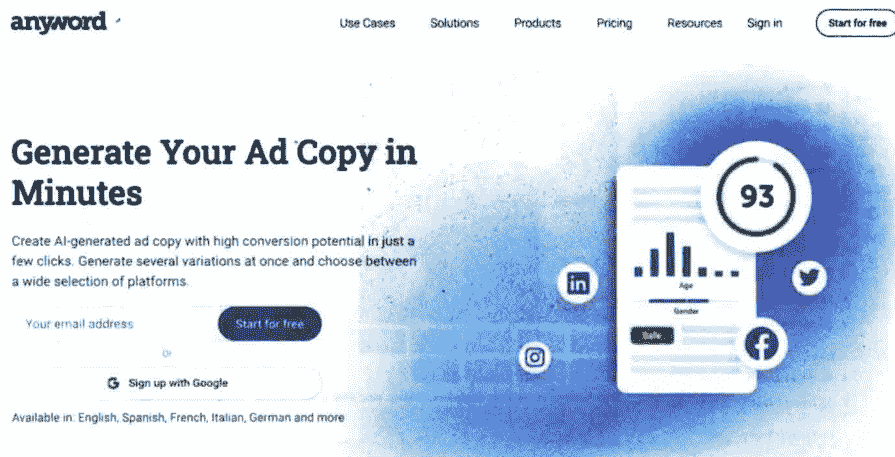 anyword
Use Cases
Solutions
Products
Pricing
Resources
Sign in
Start for free
Generate Your Ad Copy in
Minutes
Create AI-generated ad copy with high conversion potential in just a
few clicks. Generate several variations at once and choose between
a wide selection of platforms.
Your email address
Start for free
Or
G Sign up with Google
Available in: English, Spanish, French, Italian, German and more
93
in
Age
Gender